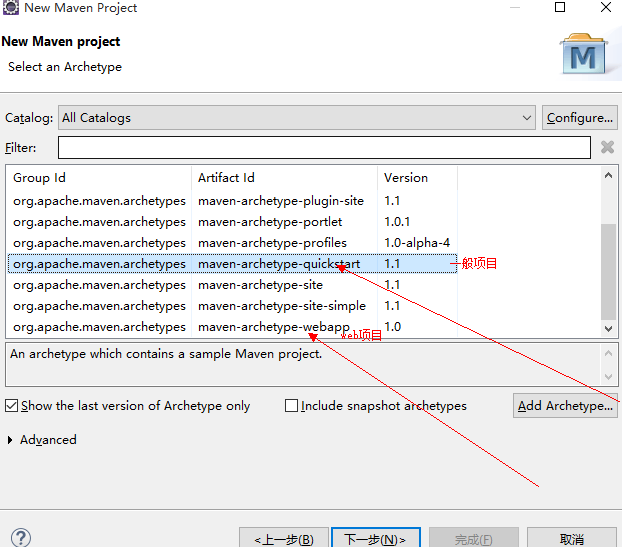 New Maven Project
New Maven project
Select an Archetype
M
Catalog: All Catalogs Configure...
Filter:
Group Id Artifact Id Version
org.apache.maven.archetypes maven-archetype-plugin-site 1.1
org.apache.maven.archetypes maven-archetype-portlet 1.0.1
org.apache.maven.archetypes maven-archetype-profiles 1.0-alpha-4
org.apache.maven.archetypes maven-archetype-quickstart 1.1 一般项目
org.apache.maven.archetypes maven-archetype-site 1.1
org.apache.maven.archetypes maven-archetype-site-simple 1.1
org.apache.maven.archetypes maven-archetype-webapp 1.0
web项目
An archetype which contains a sample Maven project.
Show the last version of Archetype only Include snapshot archetypes Add Archetype...
Advanced
? <上一步(B) 下一步(N)> 完成(F) 取消